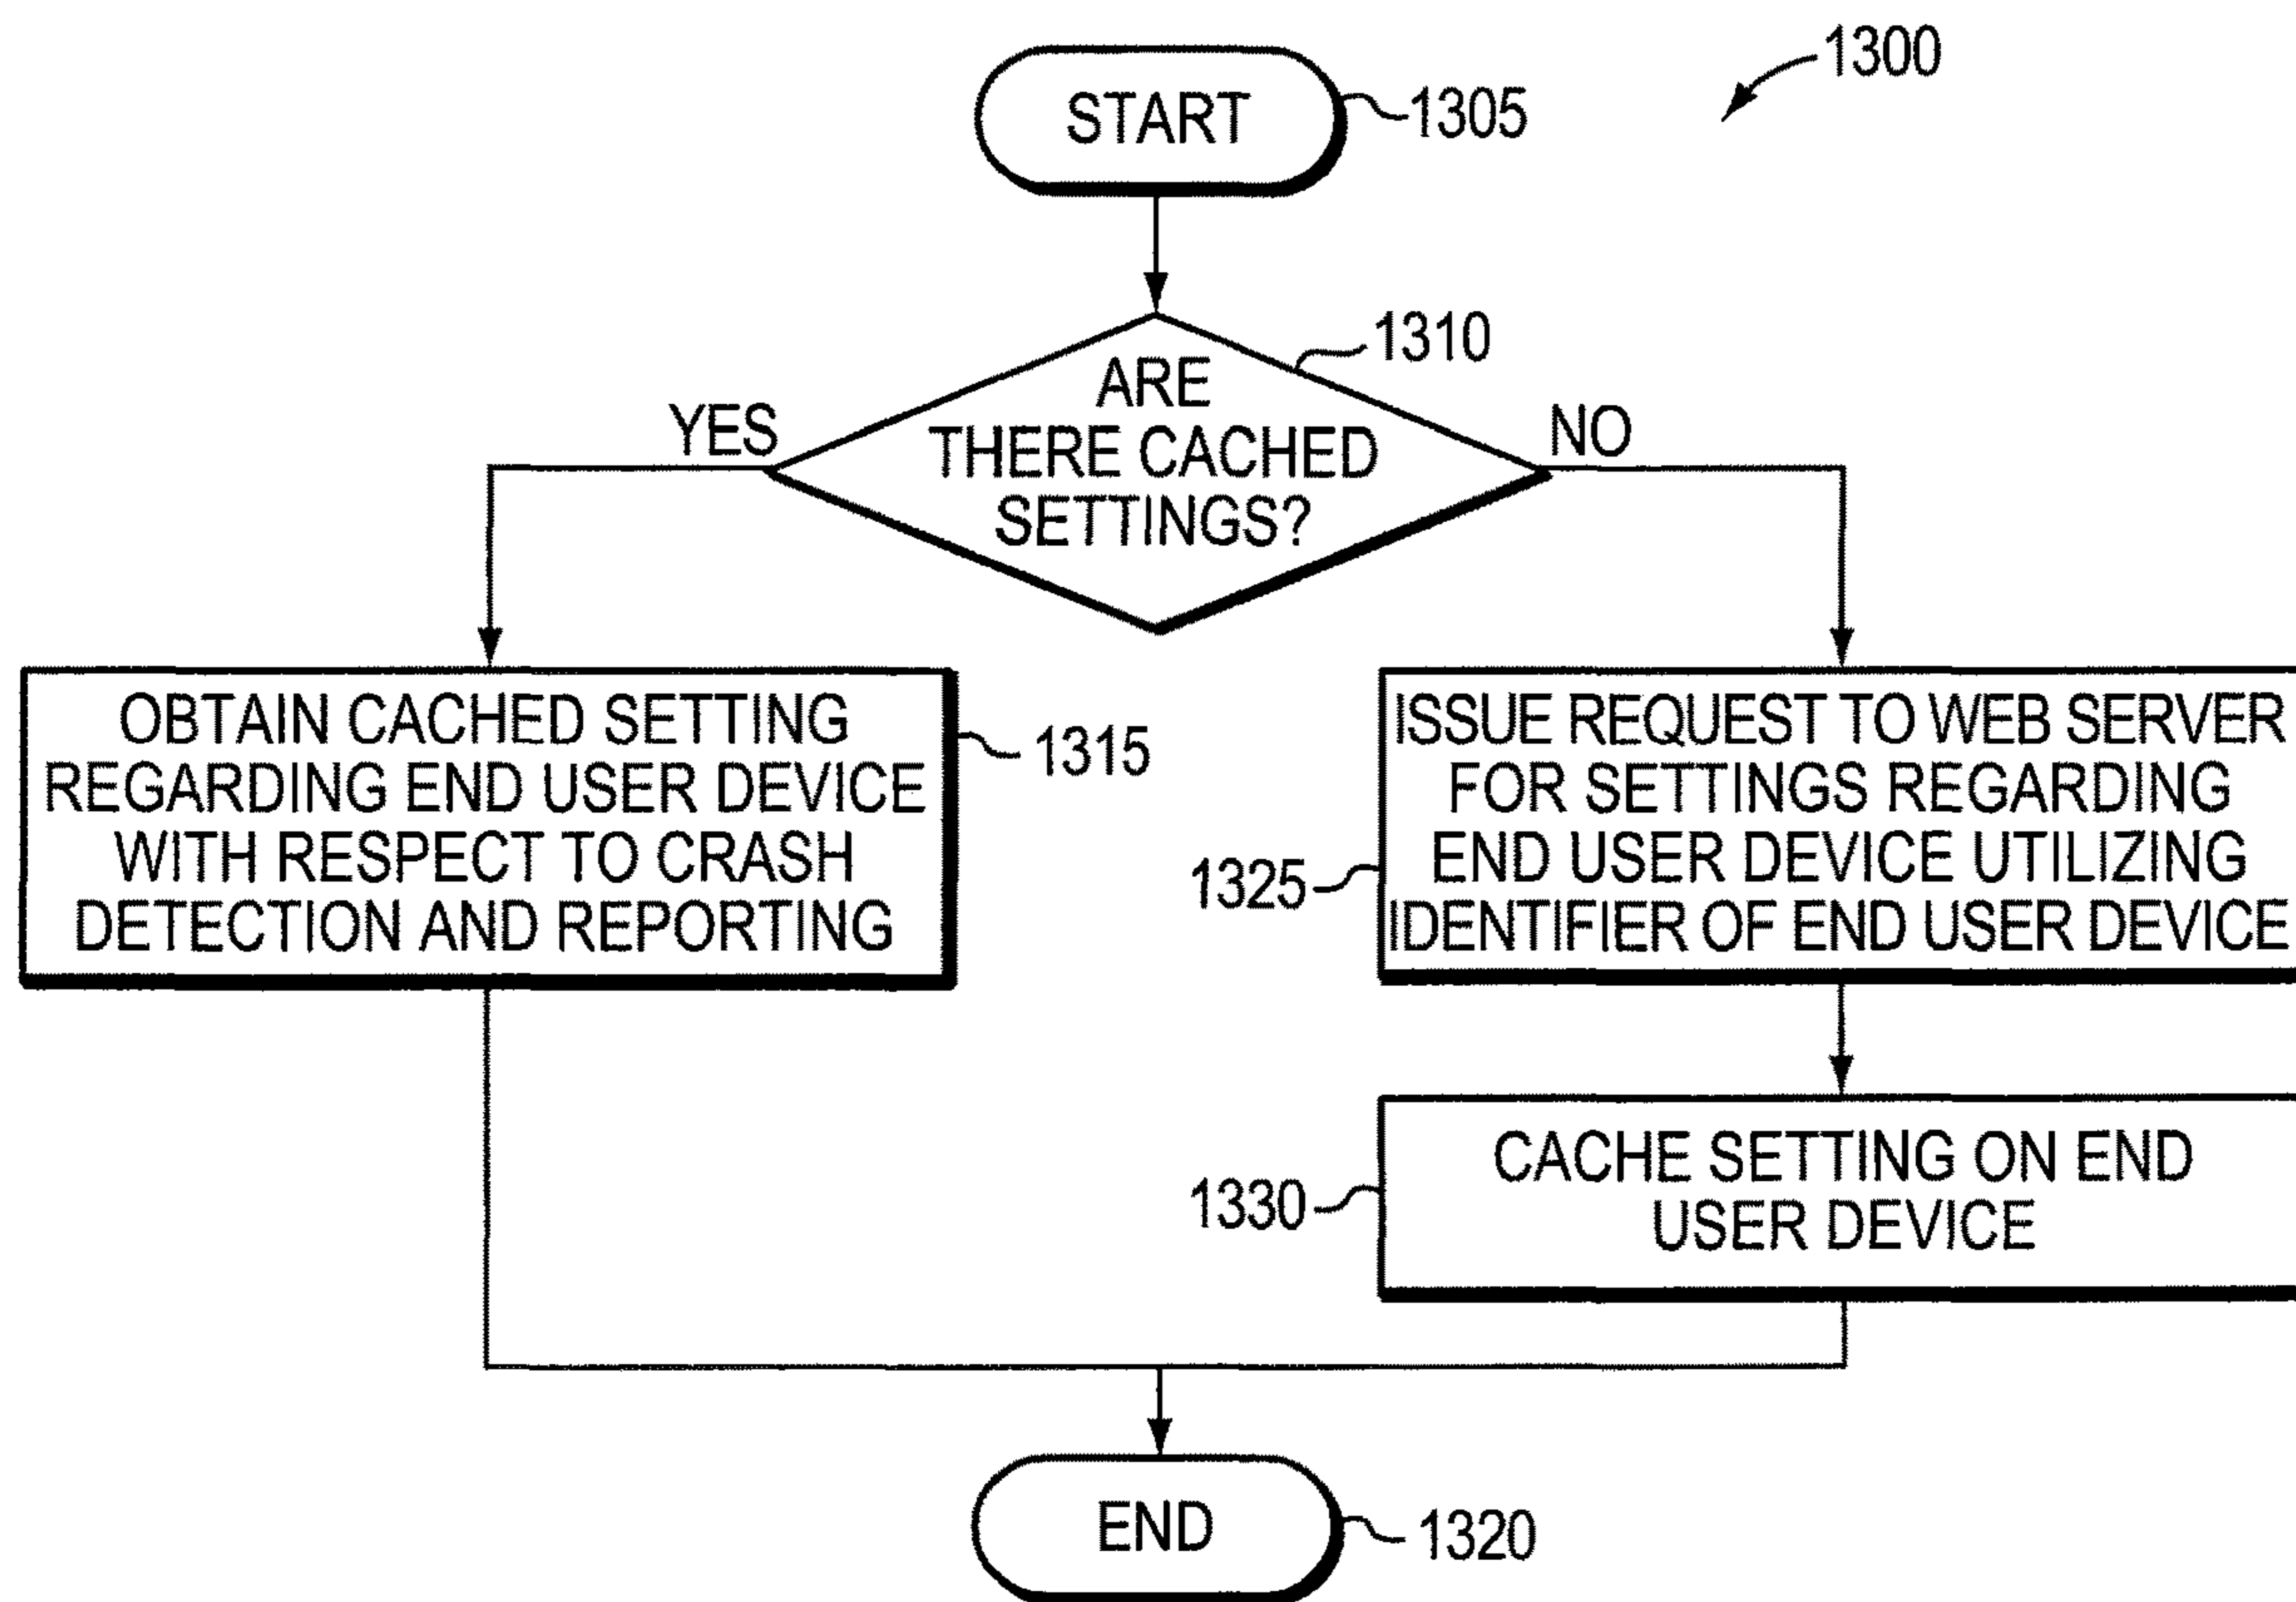 1300
START
1305
1310
ARE
THERE CACHED
SETTINGS?
YES
NO
OBTAIN CACHED SETTING
REGARDING END USER DEVICE
WITH RESPECT TO CRASH
DETECTION AND REPORTING
1315
ISSUE REQUEST TO WEB SERVER
FOR SETTINGS REGARDING
END USER DEVICE UTILIZING
IDENTIFIER OF END USER DEVICE
1325
CACHE SETTING ON END
USER DEVICE
1330
END
1320